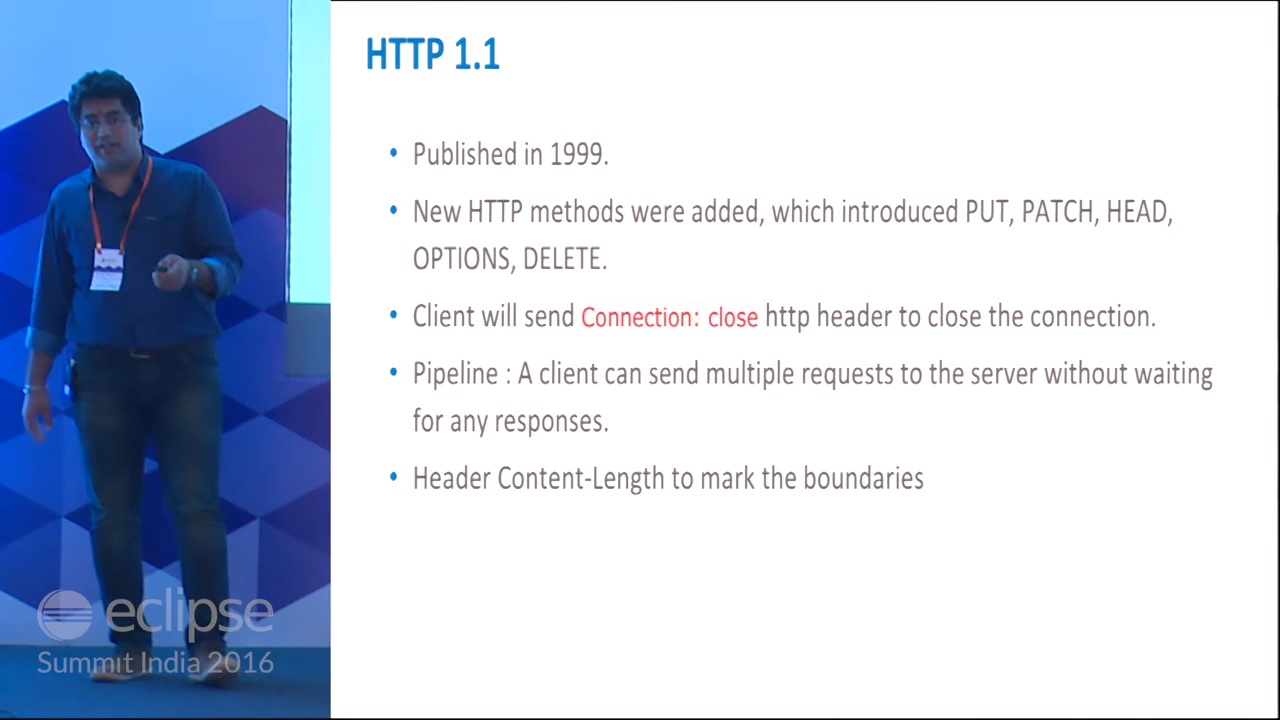 HTTP 1.1
• Published in 1999.
• New HTTP methods were added, which introduced PUT, PATCH, HEAD,
OPTIONS, DELETE.
• Client will send Connection: close http header to close the connection.
• Pipeline : A client can send multiple requests to the server without waiting
for any responses.
• Header Content-Length to mark the boundaries
eclipse
Summit India 2016